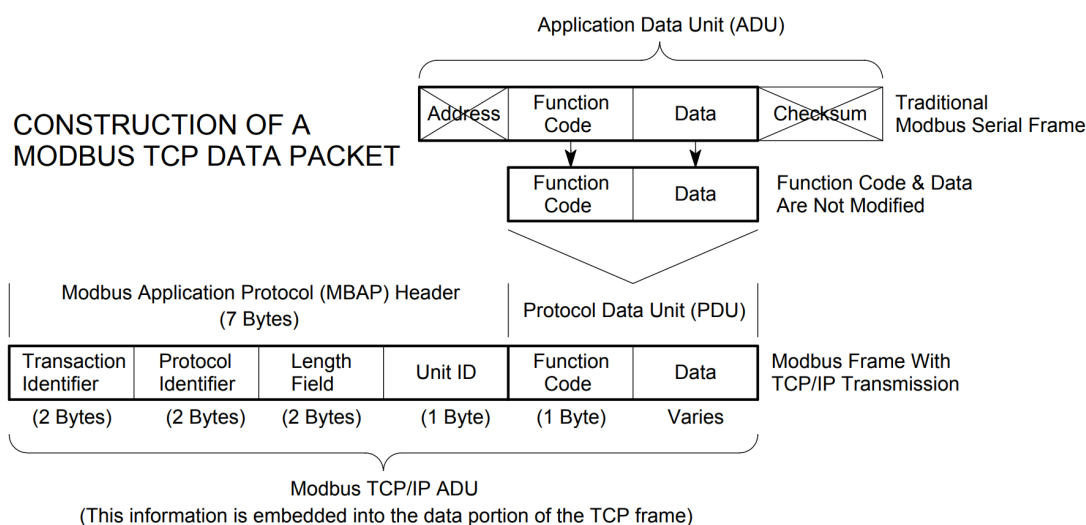 Application Data Unit (ADU)
CONSTRUCTION OF A
MODBUS TCP DATA PACKET
Address
Function
Code
Data
Checksum
Traditional
Modbus Serial Frame
Function
Code
Data
Function Code & Data
Are Not Modified
Modbus Application Protocol (MBAP) Header
(7 Bytes)
Protocol Data Unit (PDU)
Transaction
Identifier
Protocol
Identifier
Length
Field
Unit ID
Function
Code
Data
Modbus Frame With
TCP/IP Transmission
(2 Bytes)
(2 Bytes)
(2 Bytes)
(1 Byte)
(1 Byte)
Varies
Modbus TCP/IP ADU
(This information is embedded into the data portion of the TCP frame)